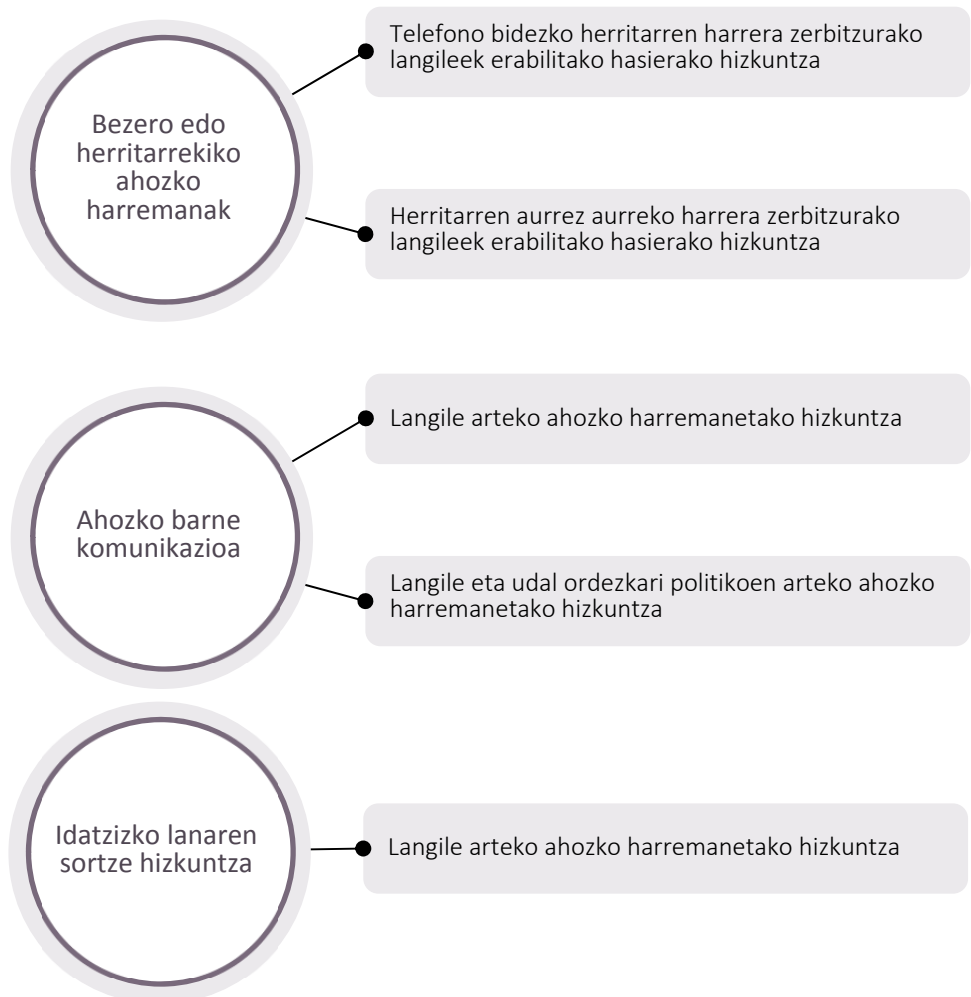 Bezero edo
herritarrekiko
ahozko
harremanak
Telefono bidezko herritarren harrera zerbitzurako
langileek erabilitako hasierako hizkuntza
Herritarren aurrez aurreko harrera zerbitzurako
langileek erabilitako hasierako hizkuntza
Ahozko barne
komunikazioa
Langile arteko ahozko harremanetako hizkuntza
Langile eta udal ordezkari politikoen arteko ahozko
harremanetako hizkuntza
Idatzizko lanaren
sortze hizkuntza
Langile arteko ahozko harremanetako hizkuntza